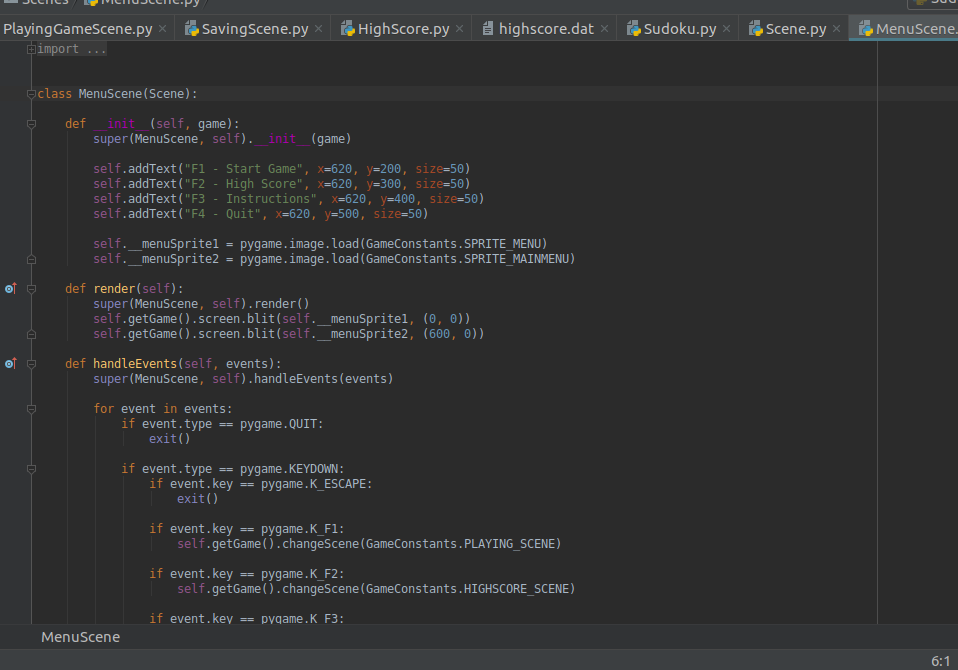 Scenes MenuScene.py
PlayingGameScene.py × SavingScene.py × HighScore.py × highscore.dat × Sudoku.py × Scene.py × MenuScene.
import ...
class MenuScene(Scene):
def __init__(self, game):
super(MenuScene, self).__init__(game)
self.addText("F1 - Start Game", x=620, y=200, size=50)
self.addText("F2 - High Score", x=620, y=300, size=50)
self.addText("F3 - Instructions", x=620, y=400, size=50)
self.addText("F4 - Quit", x=620, y=500, size=50)
self.__menuSprite1 = pygame.image.load(GameConstants.SPRITE_MENU)
self.__menuSprite2 = pygame.image.load(GameConstants.SPRITE_MAINMENU)
def render(self):
super(MenuScene, self).render()
self.getGame().screen.blit(self.__menuSprite1, (0, 0))
self.getGame().screen.blit(self.__menuSprite2, (600, 0))
def handleEvents(self, events):
super(MenuScene, self).handleEvents(events)
for event in events:
if event.type == pygame.QUIT:
exit()
if event.type == pygame.KEYDOWN:
if event.key == pygame.K_ESCAPE:
exit()
if event.key == pygame.K_F1:
self.getGame().changeScene(GameConstants.PLAYING_SCENE)
if event.key == pygame.K_F2:
self.getGame().changeScene(GameConstants.HIGHSCORE_SCENE)
if event.key == pygame.K_F3:
MenuScene
6:1